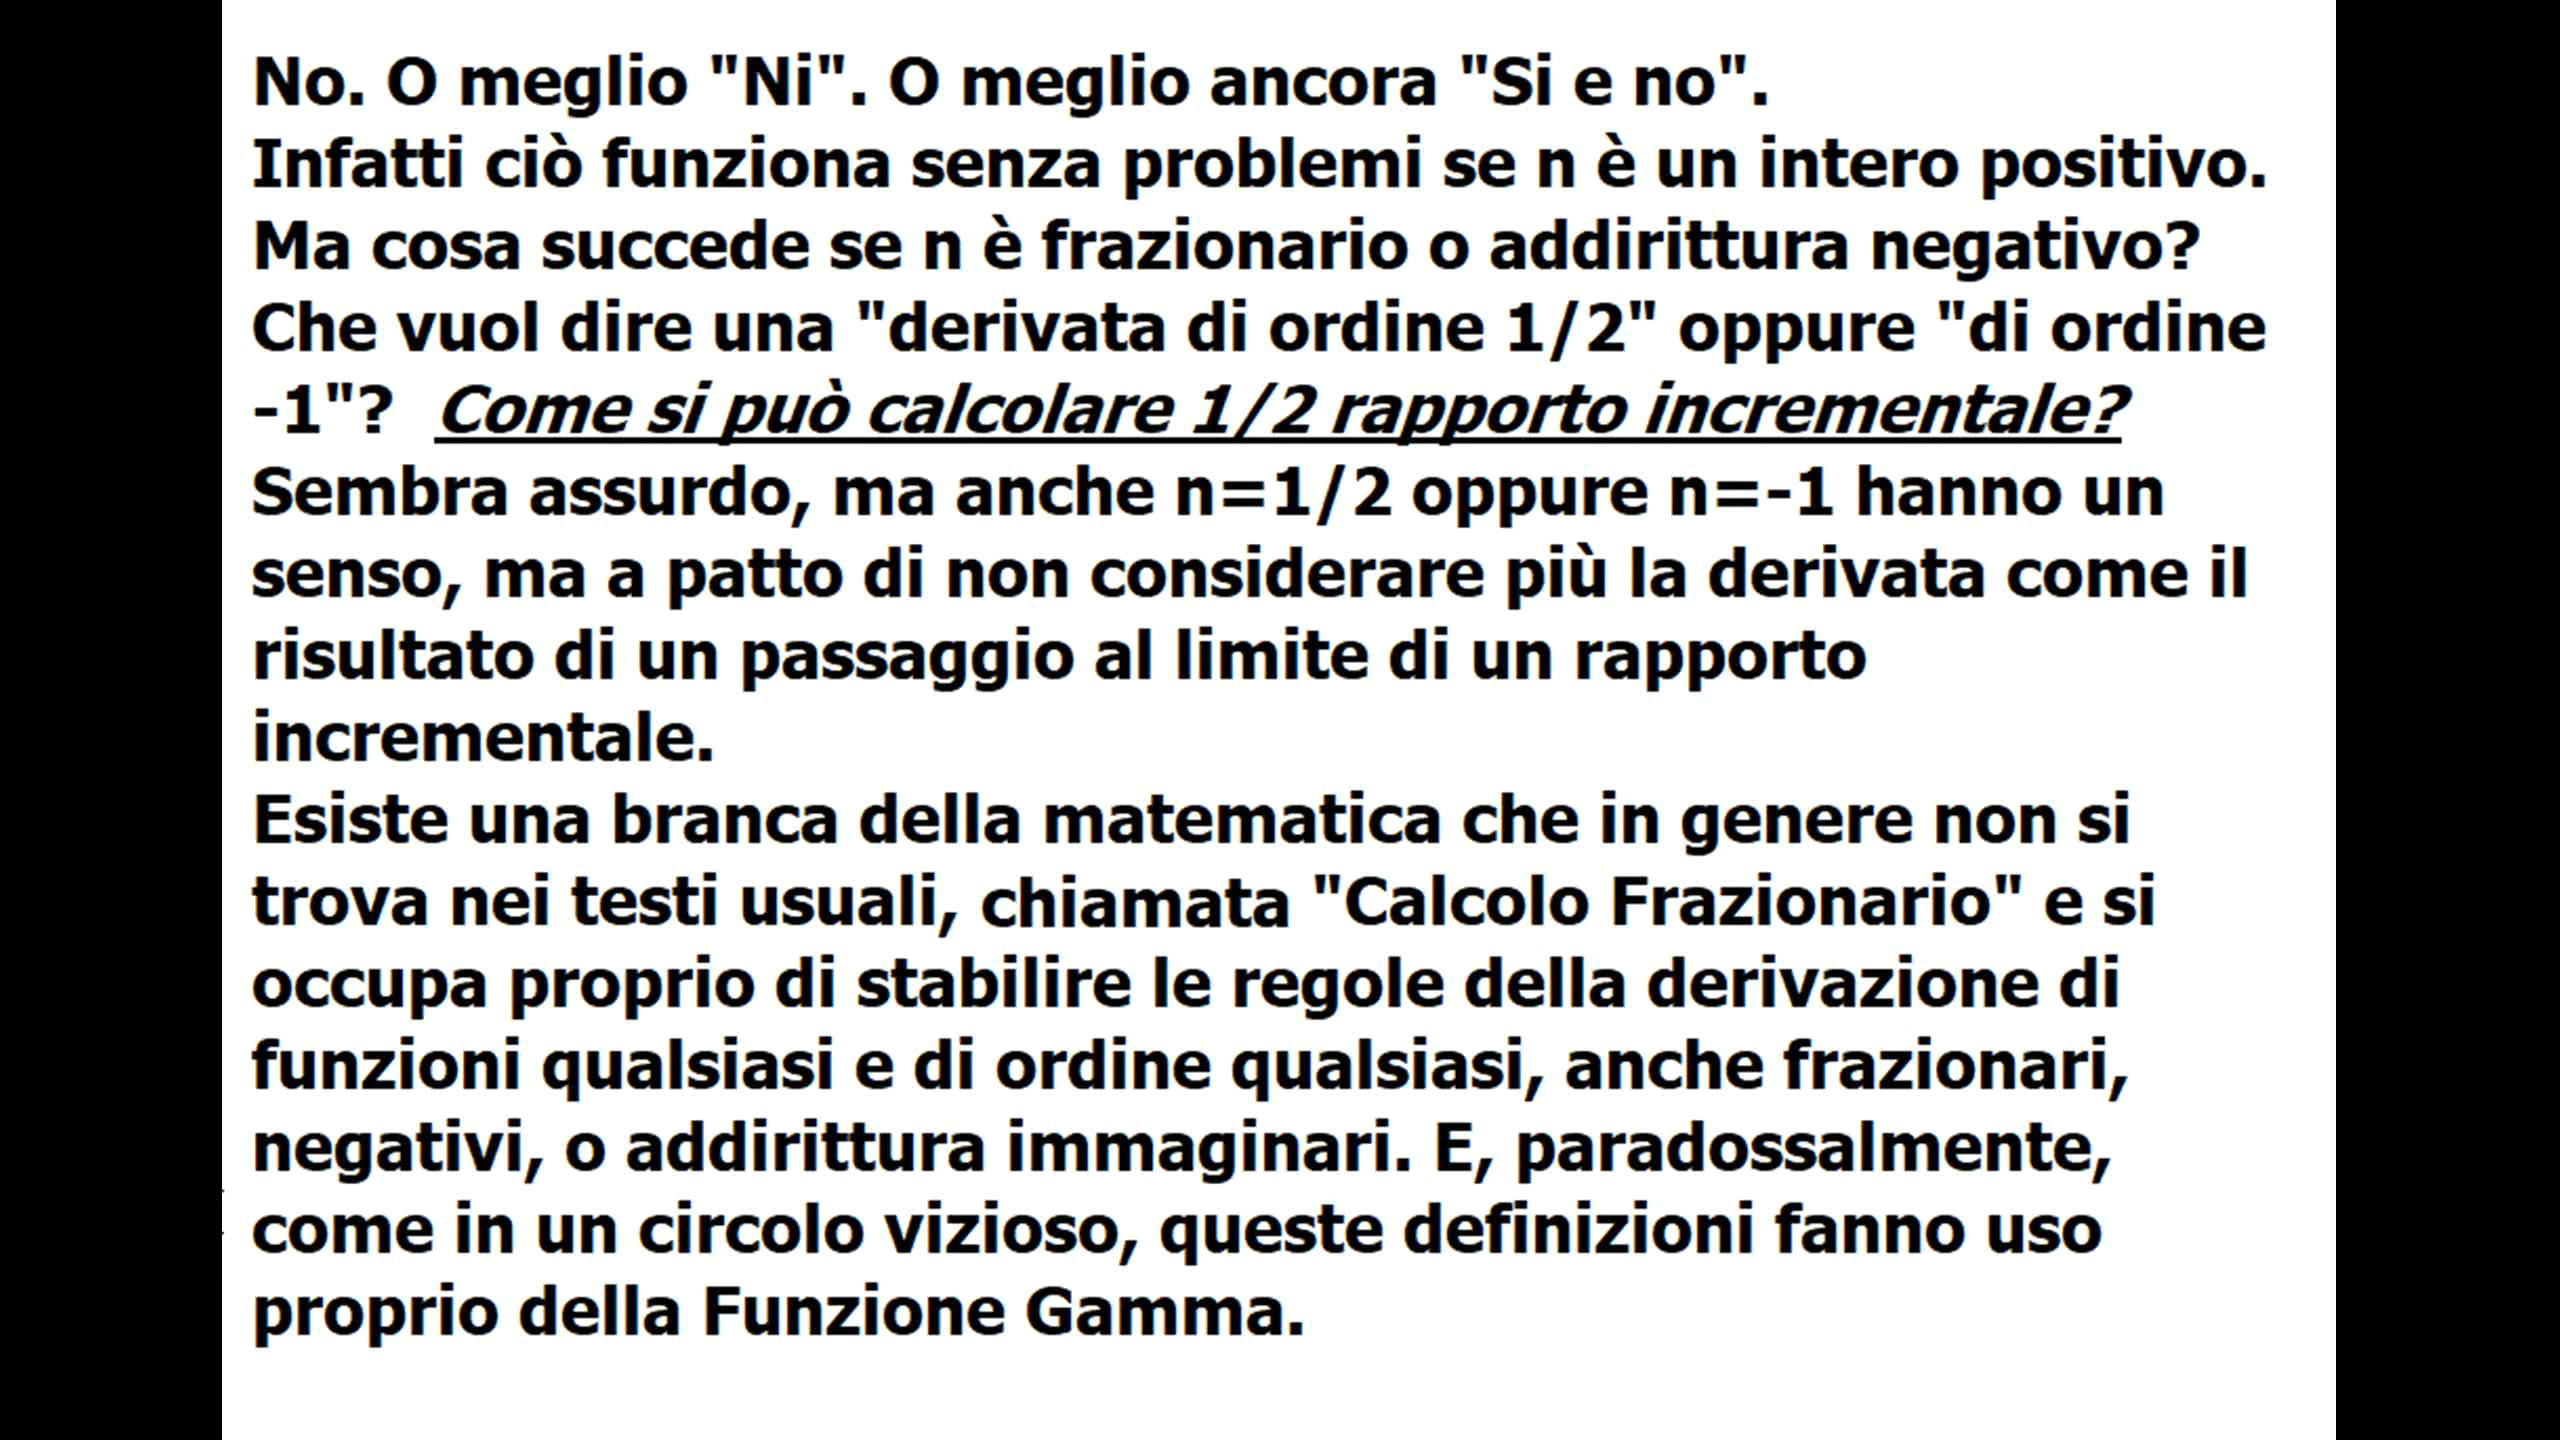 No. O meglio "Ni". O meglio ancora "Si e no".
Infatti ciò funziona senza problemi se n è un intero positivo.
Ma cosa succede se n è frazionario o addirittura negativo?
Che vuol dire una "derivata di ordine 1/2" oppure "di ordine
-1"?  Come si può calcolare 1/2 rapporto incrementale?
Sembra assurdo, ma anche n=1/2 oppure n=-1 hanno un
senso, ma a patto di non considerare più la derivata come il
risultato di un passaggio al limite di un rapporto
incrementale.
Esiste una branca della matematica che in genere non si
trova nei testi usuali, chiamata "Calcolo Frazionario" e si
occupa proprio di stabilire le regole della derivazione di
funzioni qualsiasi e di ordine qualsiasi, anche frazionari,
negativi, o addirittura immaginari. E, paradossalmente,
come in un circolo vizioso, queste definizioni fanno uso
proprio della Funzione Gamma.